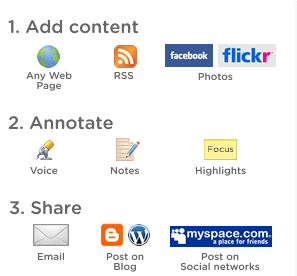 1. Add content
facebook flickr
Any Web
Page
RSS
Photos
2. Annotate
Focus
Voice
Notes
Highlights
3. Share
myspace.com
a place for friends
Email
Post on
Blog
Post on
Social networks